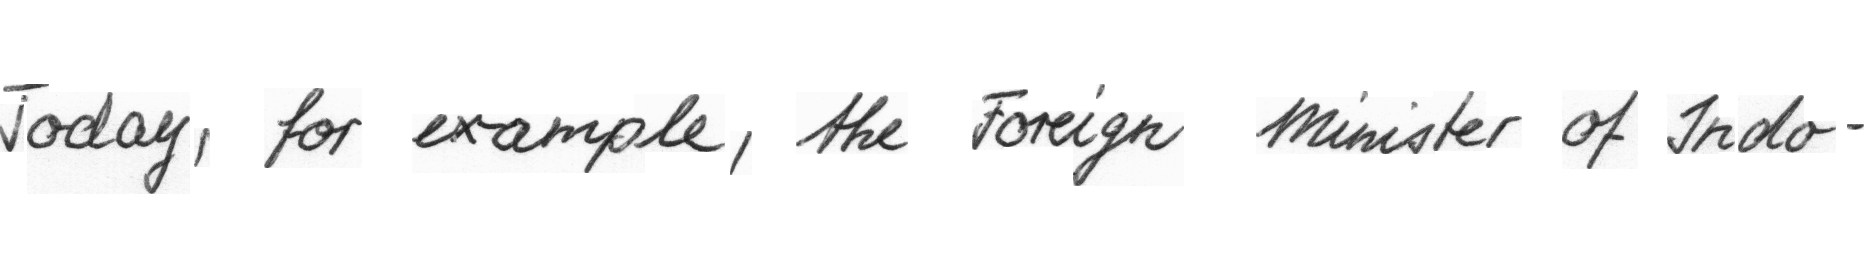 Today, for example, the Foreign Minister of Indo-